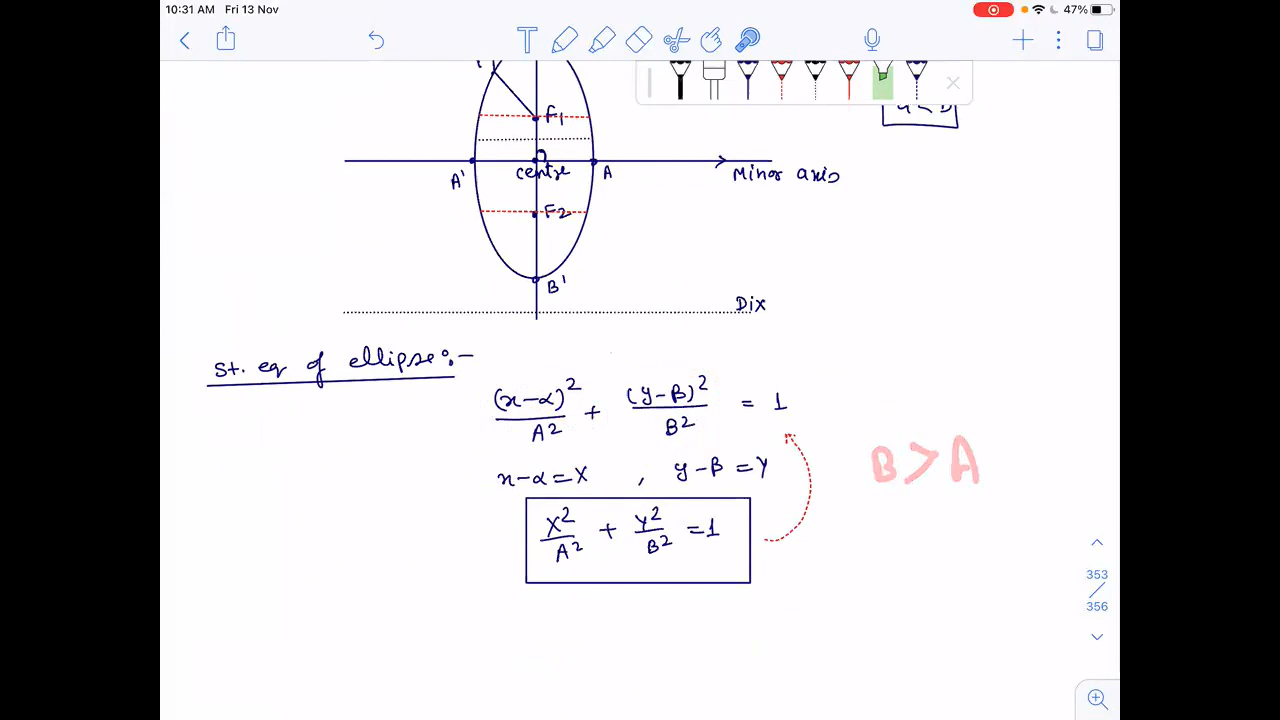 10:31 AM Fri 13 Nov
47%
F1
A' centre A Minor axis
F2
B'
Dix
St. eq of ellipse:-
(x-α)²/A² + (y-β)²/B² = 1
x-α=X , y-β=Y
B>A
X²/A² + Y²/B² =1
353
/
356